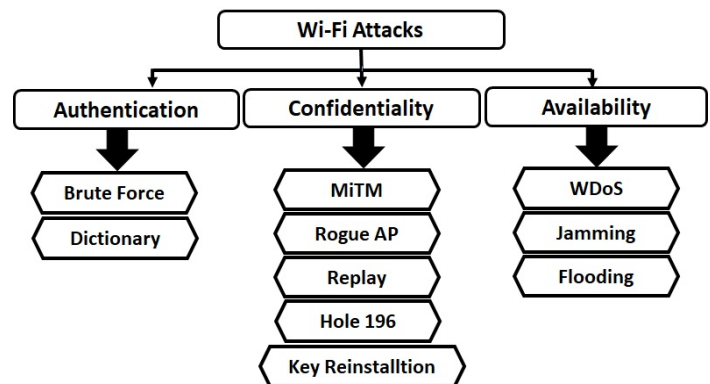 Wi-Fi Attacks
Authentication
Confidentiality
Availability
Brute Force
Dictionary
MiTM
Rogue AP
Replay
Hole 196
Key Reinstalltion
WDoS
Jamming
Flooding